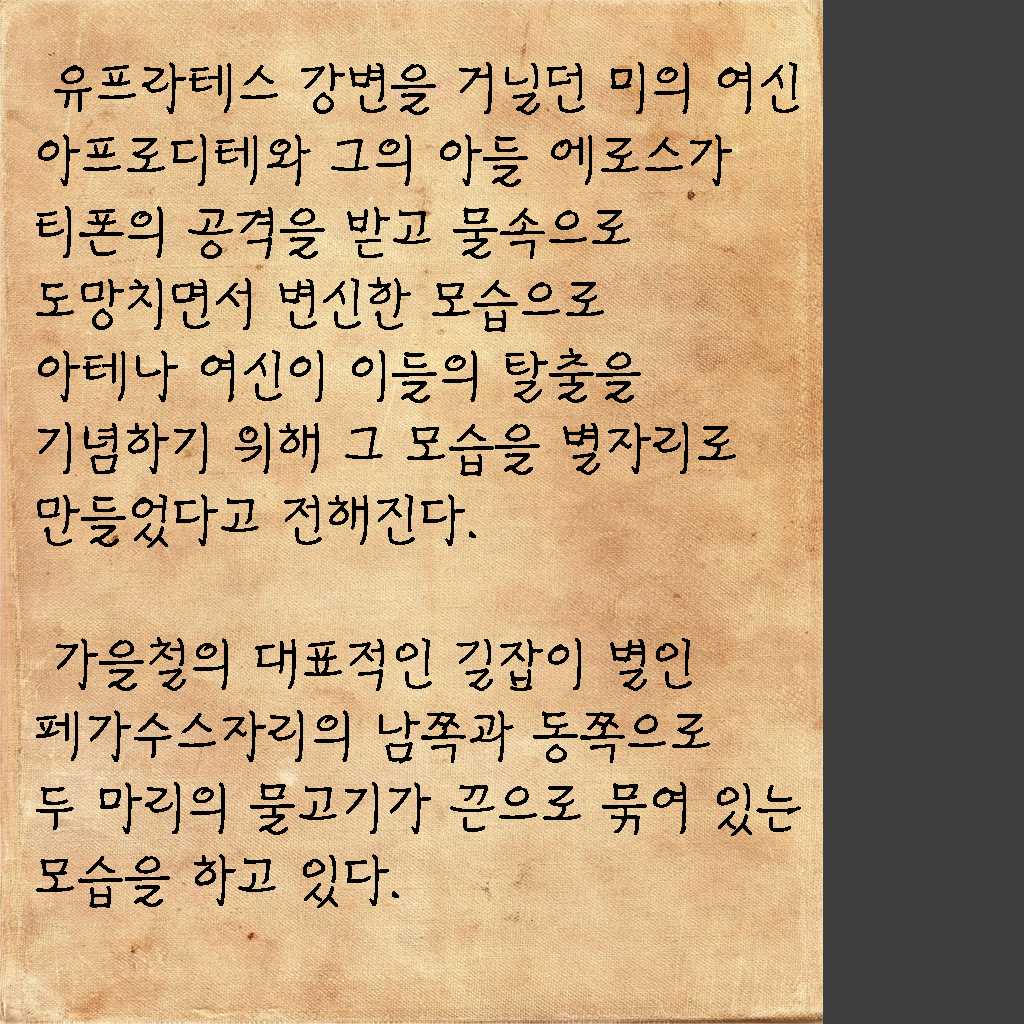 유프라테스 강변을 거닐던 미의 여신
아프로디테와 그의 아들 에로스가
티폰의 공격을 받고 물속으로
도망치면서 변신한 모습으로
아테나 여신이 이들의 탈출을
기념하기 위해 그 모습을 별자리로
만들었다고 전해진다.
가을철의 대표적인 길잡이 별인
페가수스자리의 남쪽과 동쪽으로
두 마리의 물고기가 끈으로 묶여 있는
모습을 하고 있다.